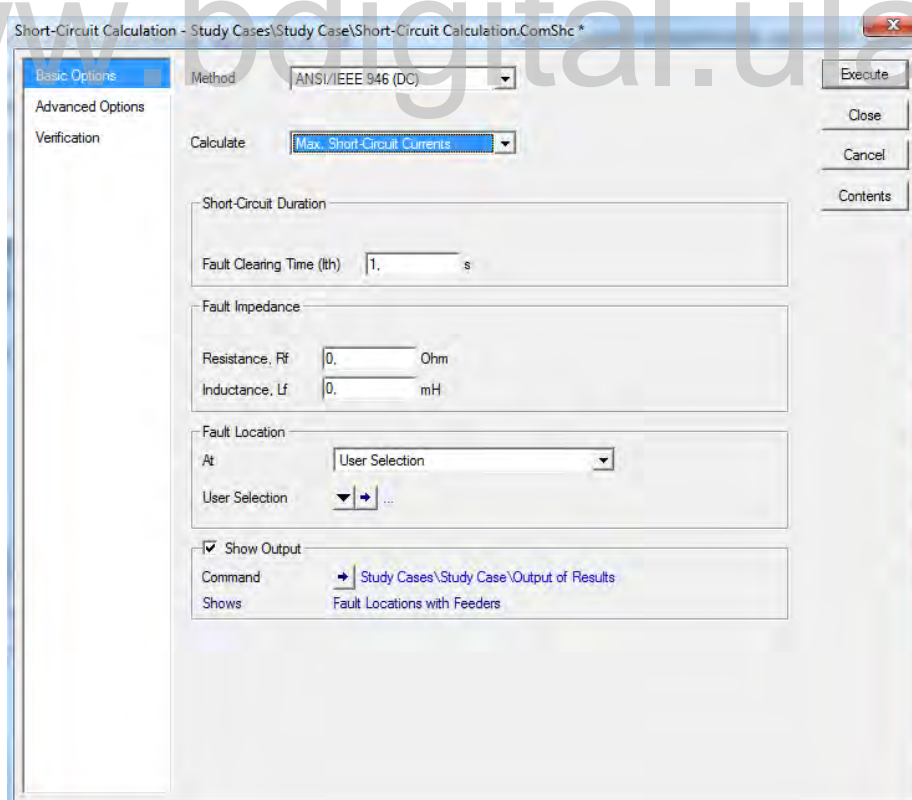 www.bdigital.ula
Short-Circuit Calculation - Study Cases\Study Case\Short-Circuit Calculation.ComShc *
Basic Options
Advanced Options
Verification
Method ANSI/IEEE 946 (DC)
Calculate Max. Short-Circuit Currents
Execute
Close
Cancel
Contents
Short-Circuit Duration
Fault Clearing Time (Ith) 1, s
Fault Impedance
Resistance, Rf 0, Ohm
Inductance, Lf 0, mH
Fault Location
At User Selection
User Selection ...
Show Output
Command Study Cases\Study Case\Output of Results
Shows Fault Locations with Feeders